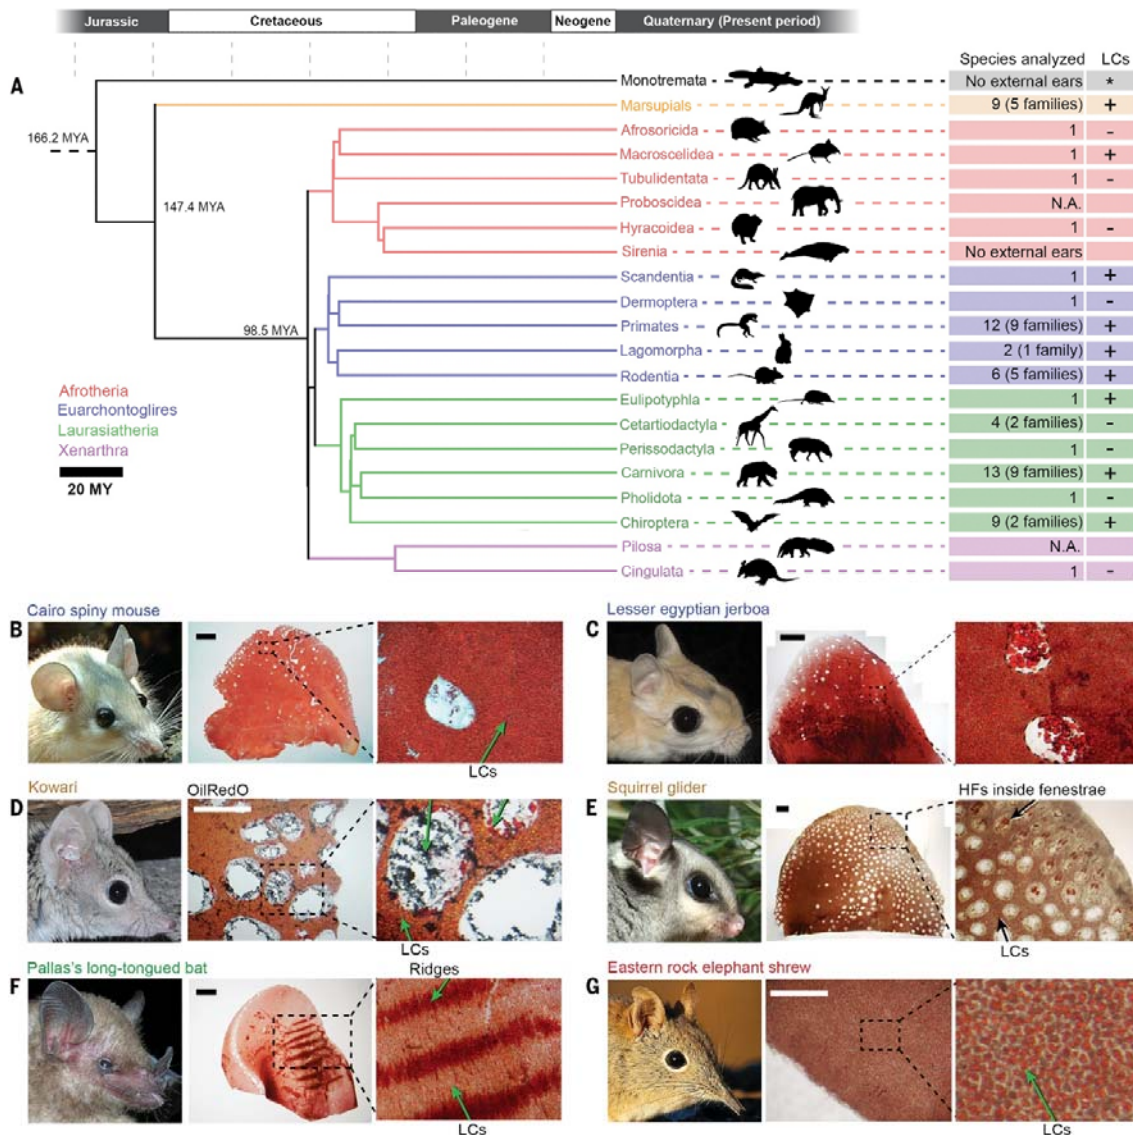 Jurassic Cretaceous Paleogene Neogene Quaternary (Present period)
A
Species analyzed LCs
Monotremata No external ears *
Marsupials 9 (5 families) +
Afrosoricida 1 -
166.2 MYA
Macroscelidea 1 +
Tubulidentata 1 -
147.4 MYA
Proboscidea N.A.
Hyracoidea 1 -
Sirenia No external ears
Scandentia 1 +
Dermoptera 1 -
98.5 MYA
Primates 12 (9 families) +
Lagomorpha 2 (1 family) +
Rodentia 6 (5 families) +
Afrotheria
Euarchontoglires
Laurasiatheria
Xenarthra
20 MY
Eulipotyphla 1 +
Cetartiodactyla 4 (2 families) -
Perissodactyla 1 -
Carnivora 13 (9 families) +
Pholidota 1 -
Chiroptera 9 (2 families) +
Pilosa N.A.
Cingulata 1 -
B Cairo spiny mouse
LCs
C Lesser egyptian jerboa
D Kowari
OilRedO
LCs
E Squirrel glider
HFs inside fenestrae
LCs
F Pallas's long-tongued bat
Ridges
LCs
G Eastern rock elephant shrew
LCs